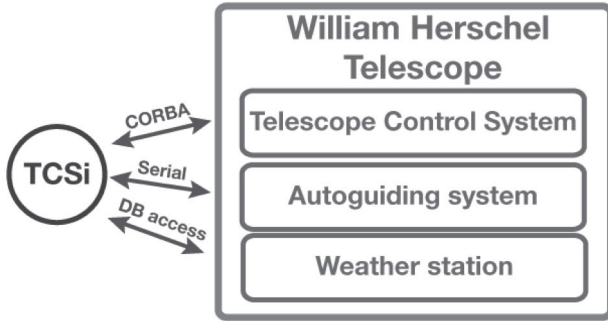 William Herschel
Telescope
CORBA
Telescope Control System
TCSi
Serial
Autoguiding system
DB access
Weather station